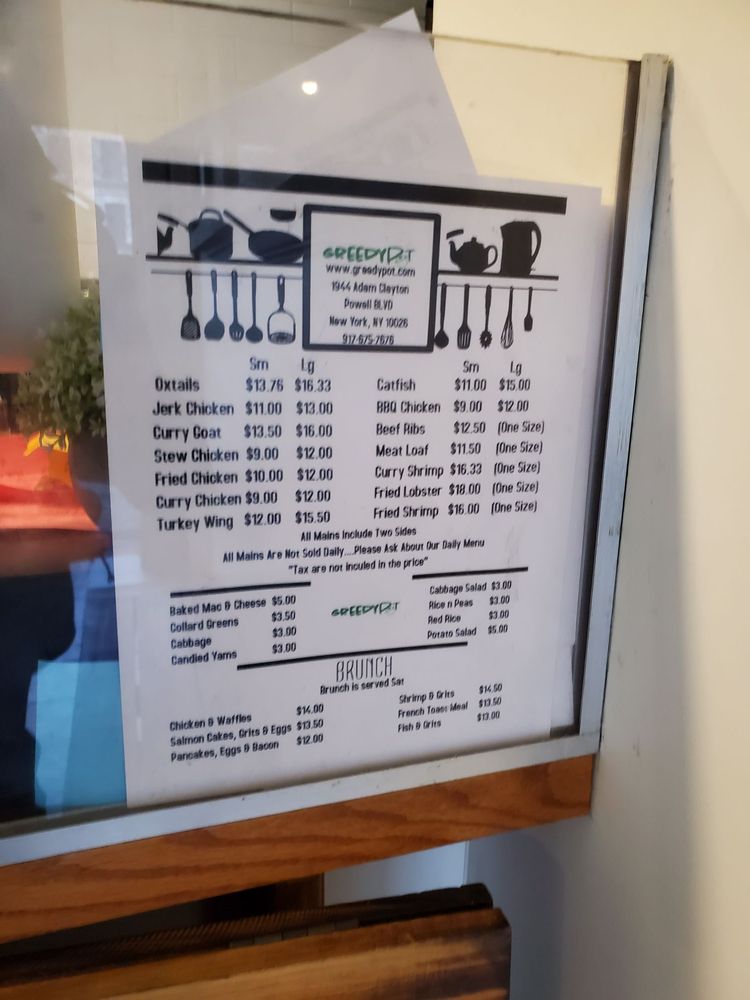 GREEDYPOT
www.greedypot.com
1944 Adam Clayton
Powell BLVD
New York, NY 10026
917-675-7676
Sm Lg
Oxtails $13.76 $16.33
Jerk Chicken $11.00 $13.00
Curry Goat $13.50 $16.00
Stew Chicken $9.00 $12.00
Fried Chicken $10.00 $12.00
Curry Chicken $9.00 $12.00
Turkey Wing $12.00 $15.50
Sm Lg
Catfish $11.00 $15.00
BBQ Chicken $9.00 $12.00
Beef Ribs $12.50 (One Size)
Meat Loaf $11.50 (One Size)
Curry Shrimp $16.33 (One Size)
Fried Lobster $18.00 (One Size)
Fried Shrimp $16.00 (One Size)
All Mains Include Two Sides
All Mains Are Not Sold Daily....Please Ask About Our Daily Menu
"Tax are not inculed in the price"
Baked Mac & Cheese $5.00
Collard Greens $3.50
Cabbage $3.00
Candied Yams $3.00
GREEDYPOT
Cabbage Salad $3.00
Rice n Peas $3.00
Red Rice $3.00
Potato Salad $5.00
BRUNCH
Brunch is served Sat
Chicken & Waffles $14.00
Salmon Cakes, Grits & Eggs $13.50
Pancakes, Eggs & Bacon $12.00
Shrimp & Grits $14.50
French Toast Meal $13.50
Fish & Grits $13.00